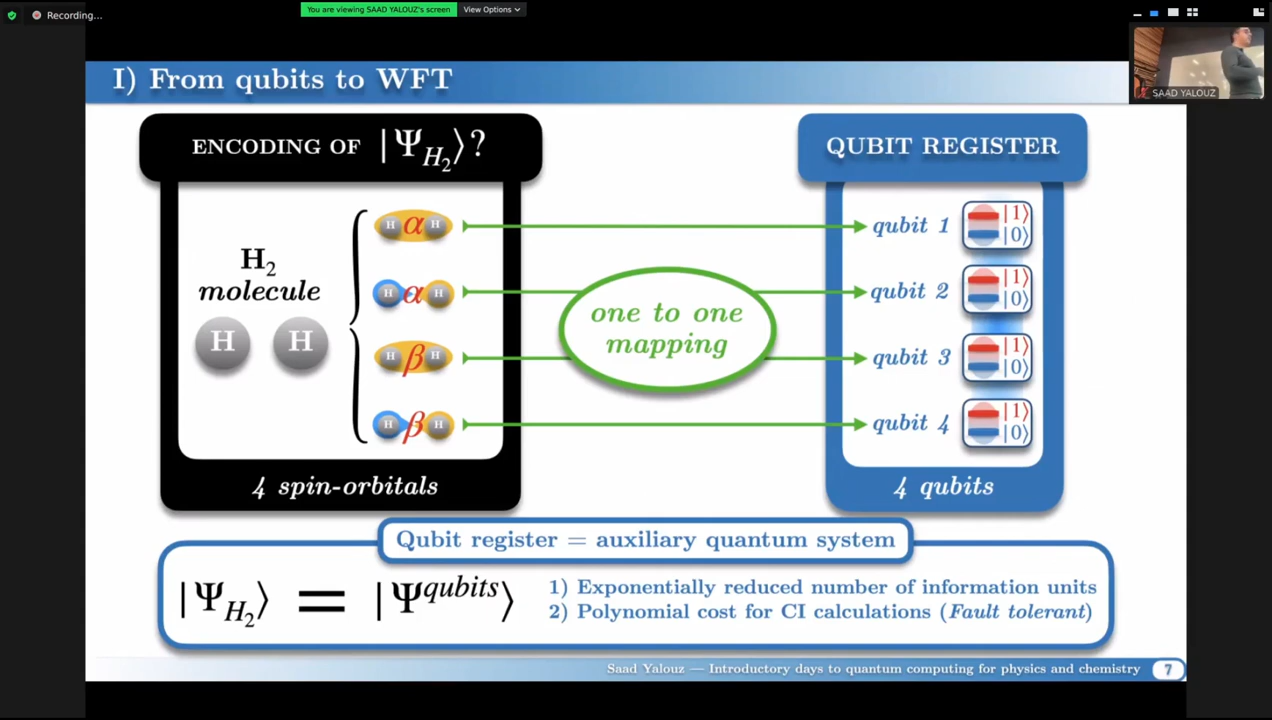 Recording...
You are viewing SAAD YALOUZ's screen
View Options
SAAD YALOUZ
I) From qubits to WFT
ENCODING OF |Ψ_{H_2}⟩?
QUBIT REGISTER
H_2
molecule
H H
H α H
H α H
H β H
H β H
one to one
mapping
qubit 1 |1⟩ |0⟩
qubit 2 |1⟩ |0⟩
qubit 3 |1⟩ |0⟩
qubit 4 |1⟩ |0⟩
4 spin-orbitals
4 qubits
Qubit register = auxiliary quantum system
|Ψ_{H_2}⟩ = |Ψ^{qubits}⟩
1) Exponentially reduced number of information units
2) Polynomial cost for CI calculations (Fault tolerant)
Saad Yalouz — Introductory days to quantum computing for physics and chemistry 7